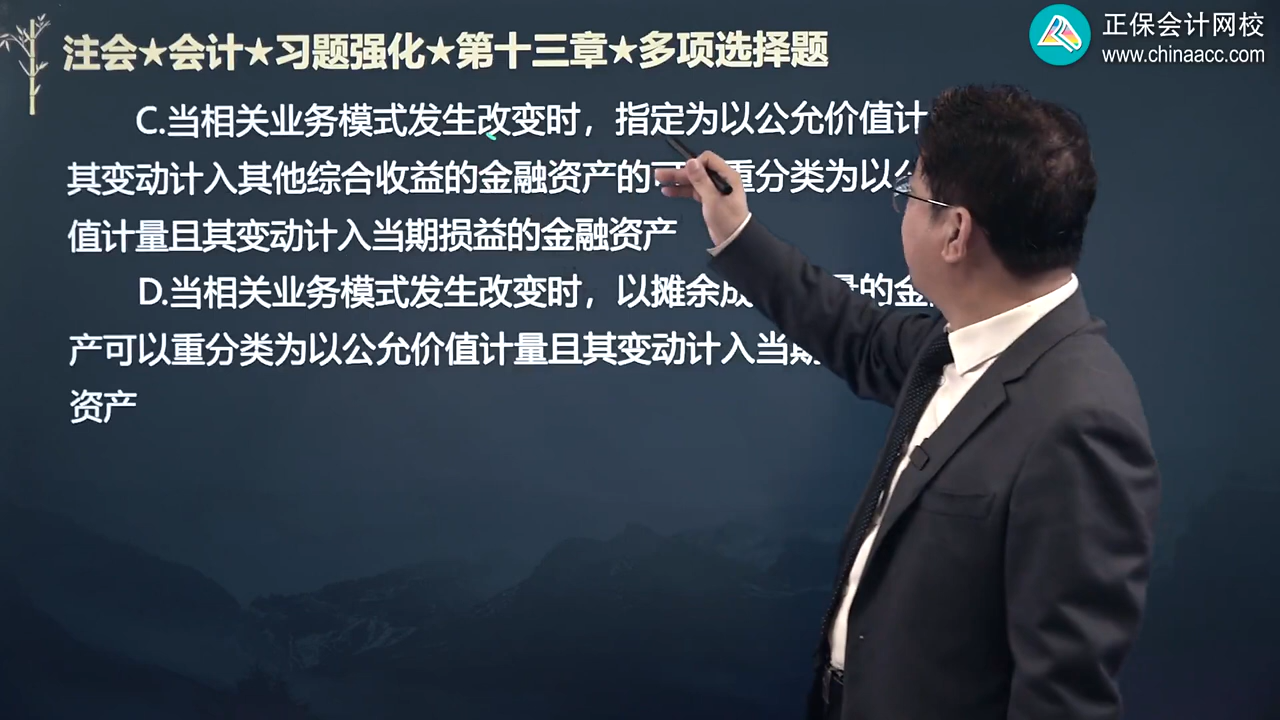 注会★会计★习题强化★第十三章★多项选择题
正保会计网校
www.chinaacc.com
C.当相关业务模式发生改变时，指定为以公允价值计
其变动计入其他综合收益的金融资产的可 重分类为以公
值计量且其变动计入当期损益的金融资产
D.当相关业务模式发生改变时，以摊余成 量的金
产可以重分类为以公允价值计量且其变动计入当期
资产